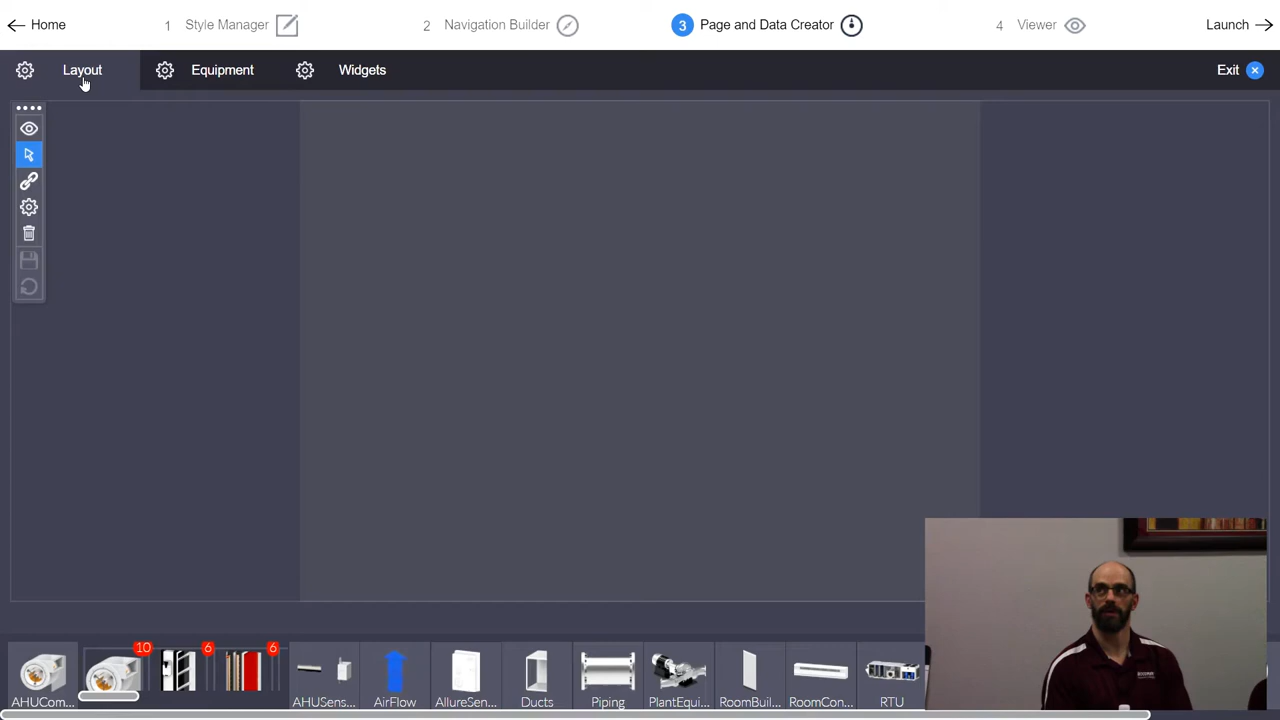 Home
1 Style Manager
2 Navigation Builder
3 Page and Data Creator
4 Viewer
Launch
Layout
Equipment
Widgets
Exit
10
6
6
AHUCom...
AHUSens...
AirFlow
AllureSen...
Ducts
Piping
PlantEqui...
RoomBuil...
RoomCon...
RTU